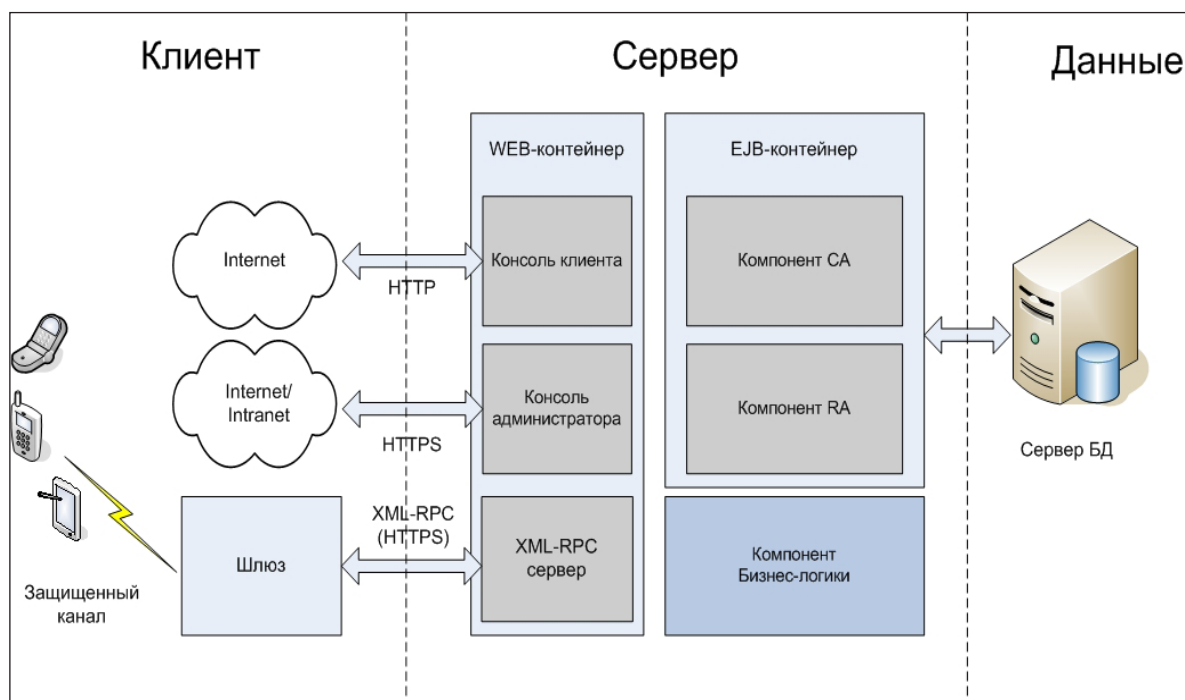 Клиент
Сервер
Данные
WEB-контейнер
EJB-контейнер
Internet
HTTP
Консоль клиента
Компонент CA
Internet/
Intranet
HTTPS
Консоль
администратора
Компонент RA
Сервер БД
XML-RPC
(HTTPS)
Шлюз
XML-RPC
сервер
Компонент
Бизнес-логики
Защищенный
канал